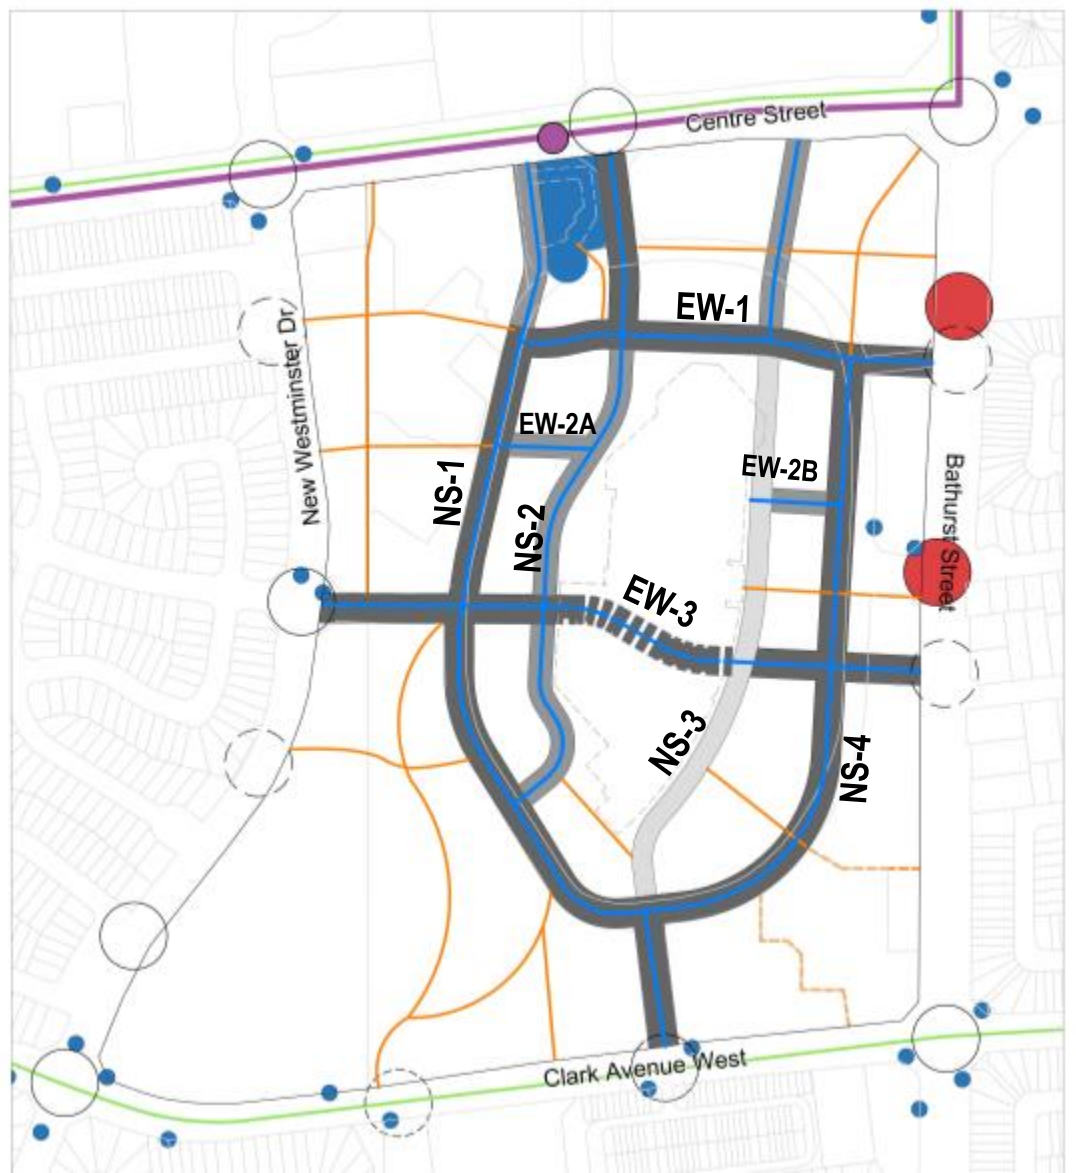 Centre Street
EW-1
New Westminster Dr.
EW-2A
EW-2B
NS-1
NS-2
Bathurst Street
EW-3
NS-3
NS-4
Clark Avenue West